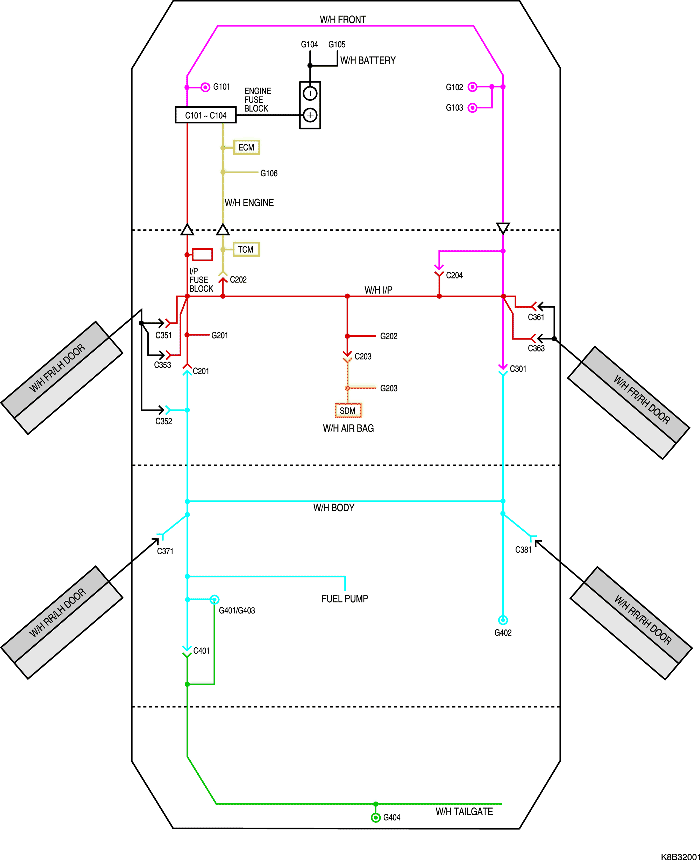 W/H FRONT
G104
G105
W/H BATTERY
G101
ENGINE
FUSE
BLOCK
G102
G103
C101 ~ C104
ECM
G106
W/H ENGINE
TCM
I/P
FUSE
BLOCK
C202
C204
W/H I/P
C351
C353
G201
C201
G202
C203
G203
SDM
W/H AIR BAG
C361
C363
C301
C352
W/H FR/LH DOOR
W/H FR/RH DOOR
W/H BODY
C371
C381
FUEL PUMP
G401/G403
C401
G402
W/H RR/LH DOOR
W/H RR/RH DOOR
W/H TAILGATE
G404
K8B32001